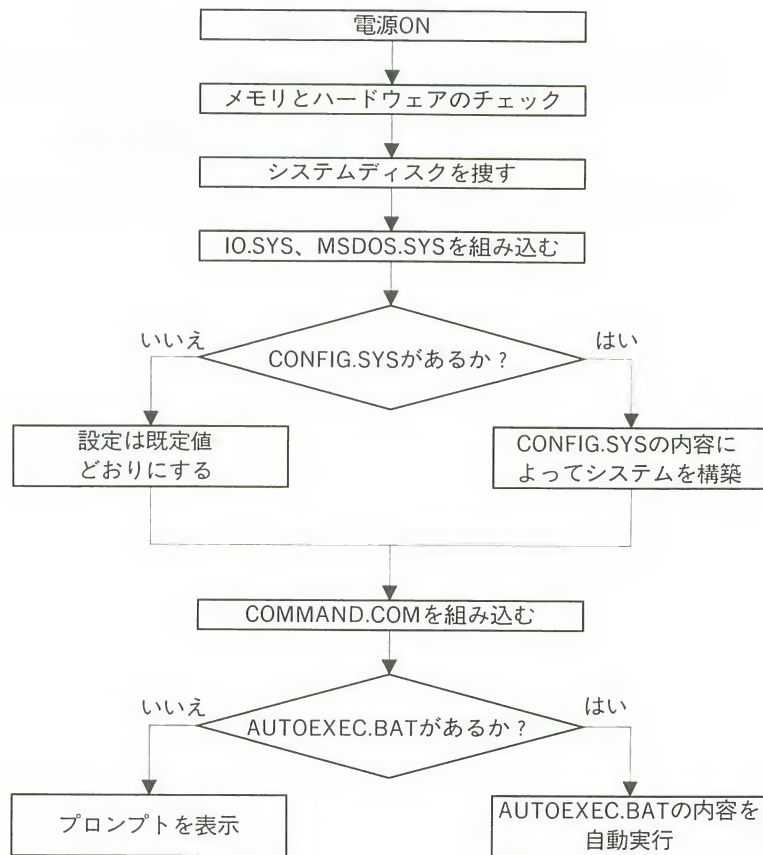 電源ON
メモリとハードウェアのチェック
システムディスクを捜す
IO.SYS、MSDOS.SYSを組み込む
いいえ
はい
CONFIG.SYSがあるか？
設定は既定値
どおりにする
CONFIG.SYSの内容に
よってシステムを構築
COMMAND.COMを組み込む
いいえ
はい
AUTOEXEC.BATがあるか？
プロンプトを表示
AUTOEXEC.BATの内容を
自動実行